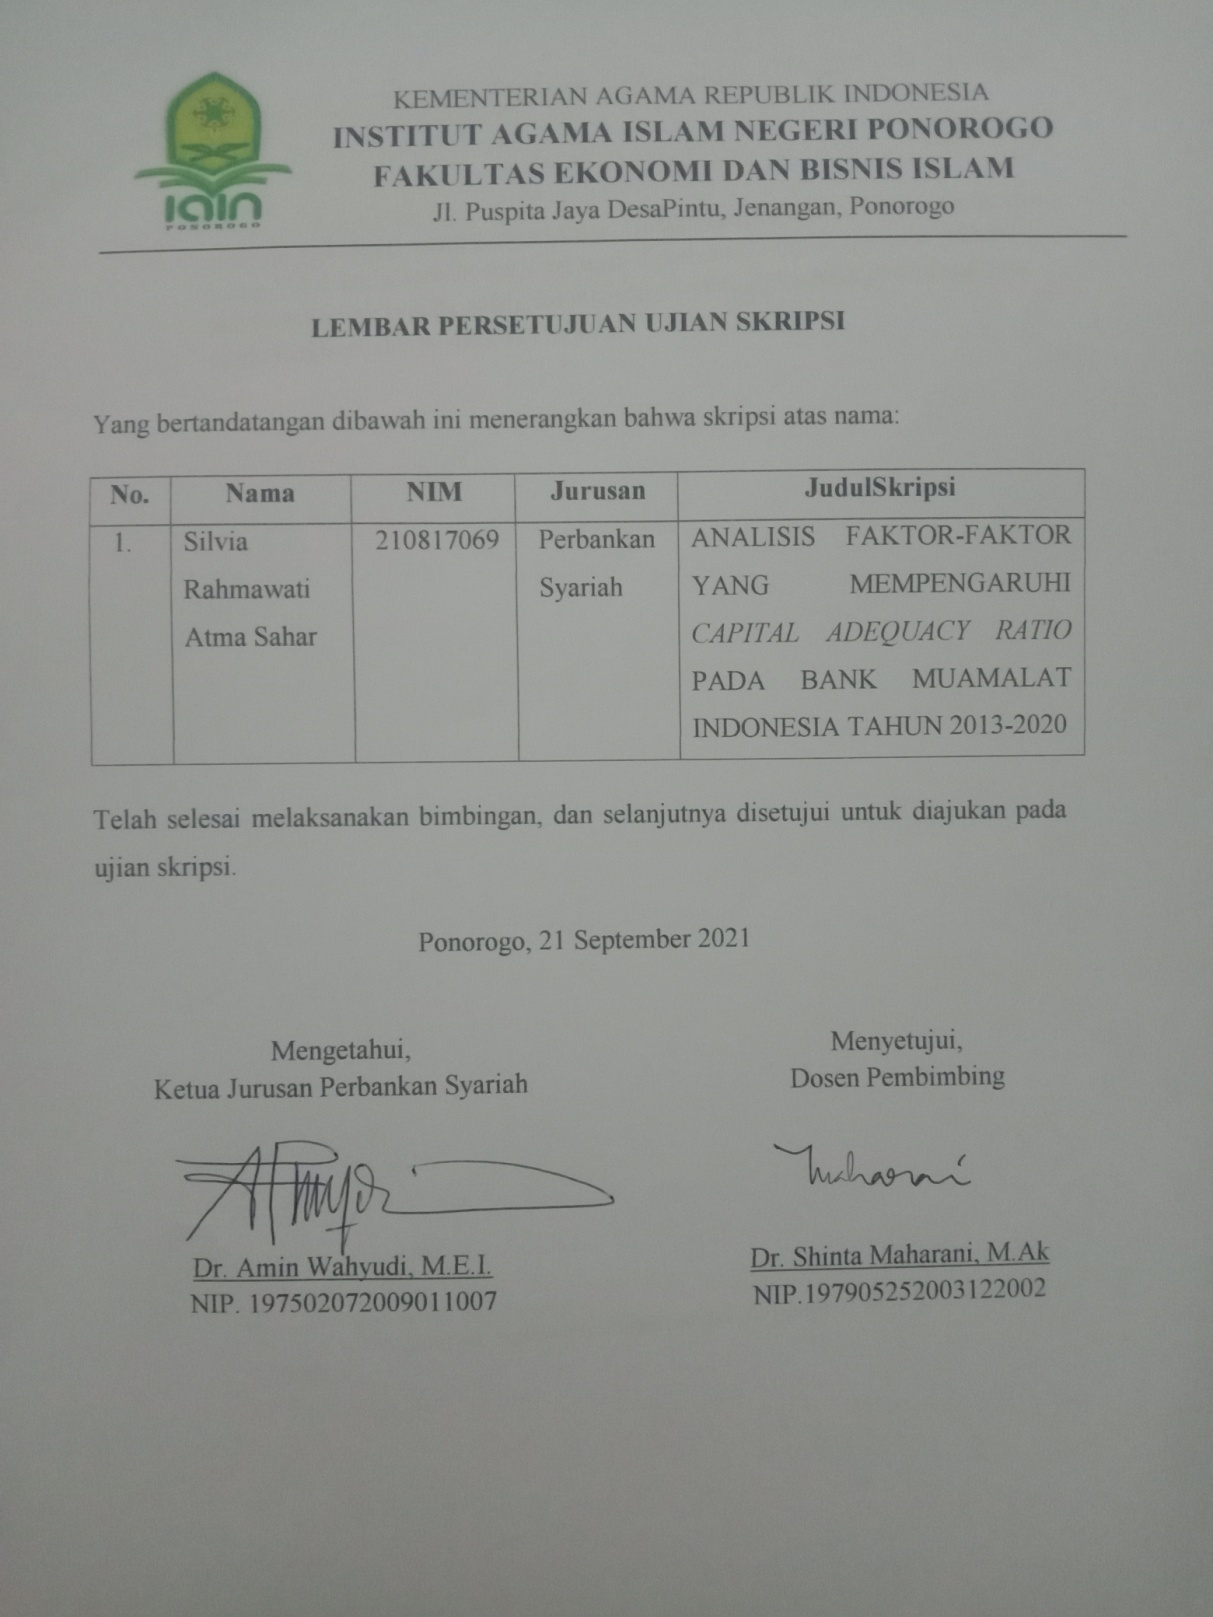 KEMENTERIAN AGAMA REPUBLIK INDONESIA
INSTITUT AGAMA ISLAM NEGERI PONOROGO
FAKULTAS EKONOMI DAN BISNIS ISLAM
Jl. Puspita Jaya DesaPintu, Jenangan, Ponorogo
IAIN
PONOROGO
LEMBAR PERSETUJUAN UJIAN SKRIPSI
Yang bertandatangan dibawah ini menerangkan bahwa skripsi atas nama:
No. Nama NIM Jurusan JudulSkripsi
1. Silvia 210817069 Perbankan ANALISIS FAKTOR-FAKTOR
Rahmawati Syariah YANG MEMPENGARUHI
Atma Sahar CAPITAL ADEQUACY RATIO
PADA BANK MUAMALAT
INDONESIA TAHUN 2013-2020
Telah selesai melaksanakan bimbingan, dan selanjutnya disetujui untuk diajukan pada
ujian skripsi.
Ponorogo, 21 September 2021
Mengetahui,
Ketua Jurusan Perbankan Syariah
Dr. Amin Wahyudi, M.E.I.
NIP. 197502072009011007
Menyetujui,
Dosen Pembimbing
Maharani
Dr. Shinta Maharani, M.Ak
NIP.197905252003122002